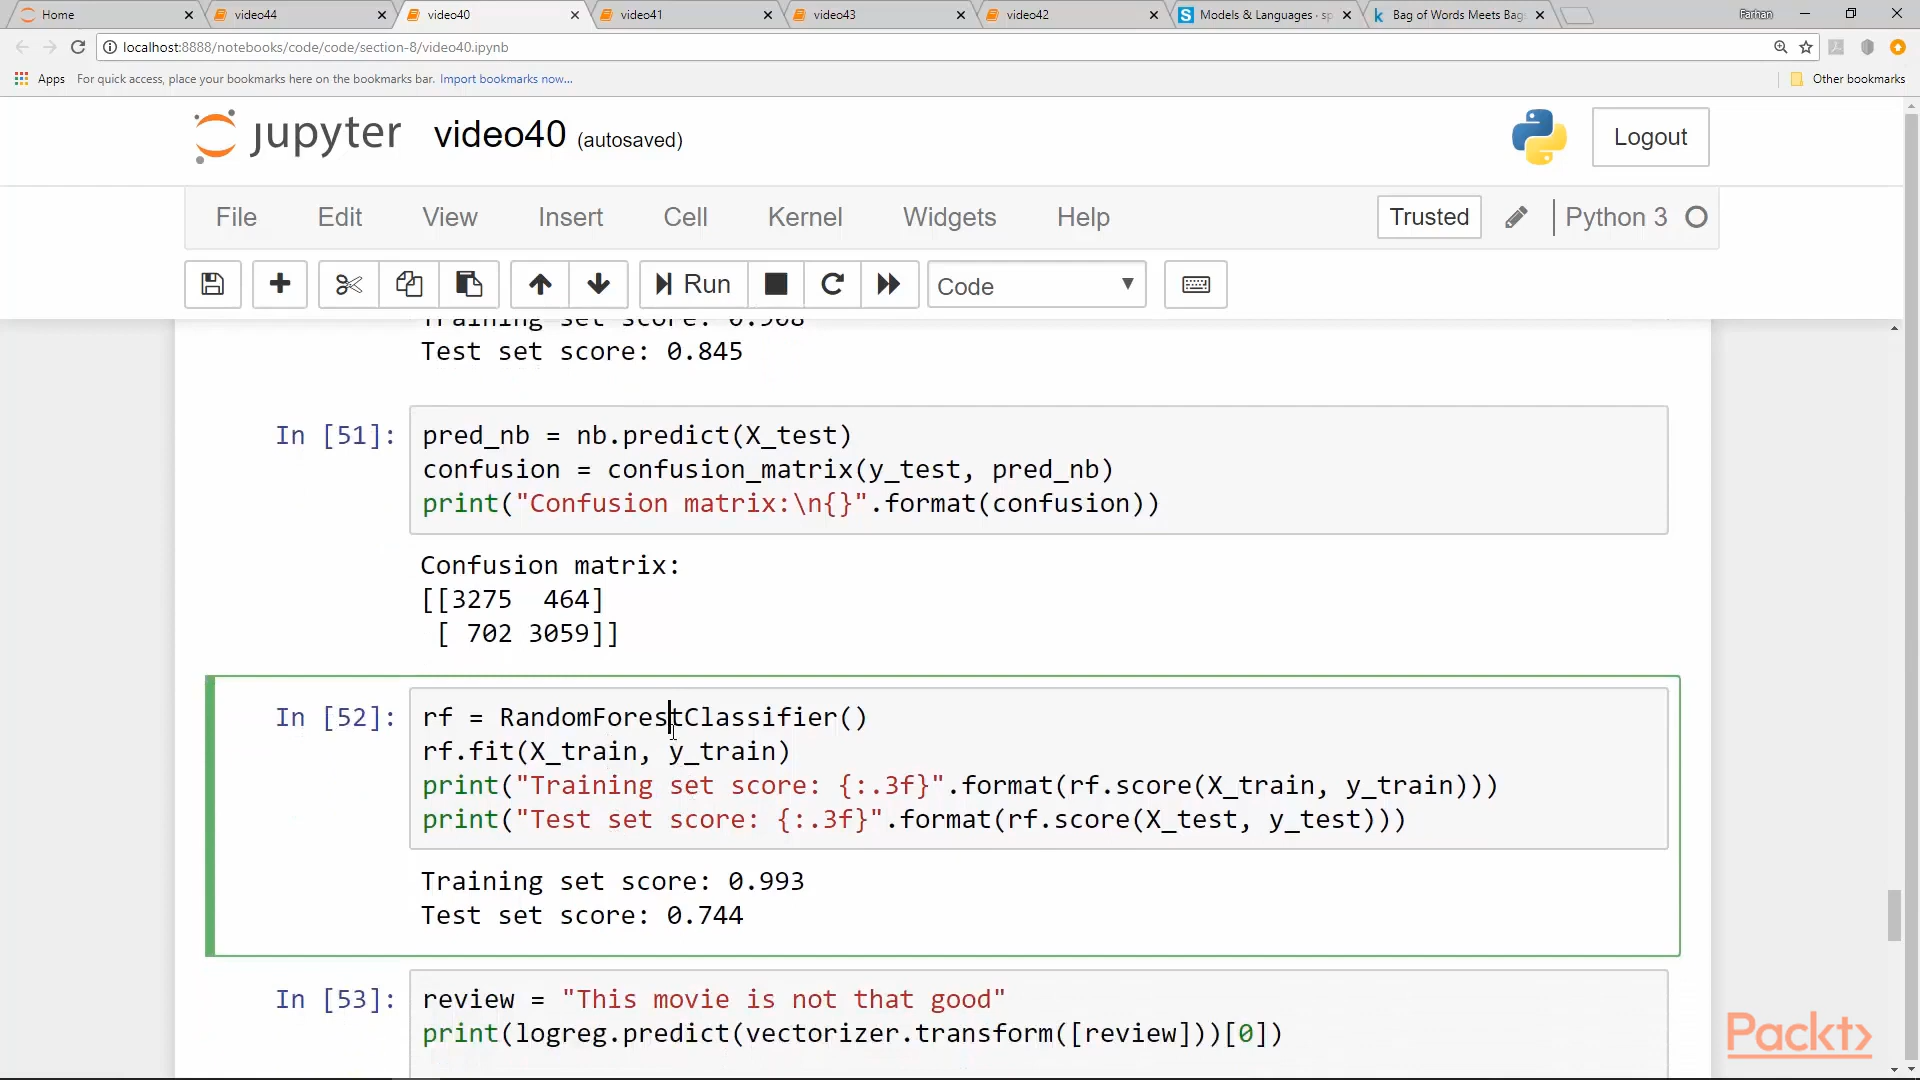 Home
video44
video40
video41
video43
video42
Models & Languages · sp
Bag of Words Meets Bag
Farhan
localhost:8888/notebooks/code/code/section-8/video40.ipynb
Apps For quick access, place your bookmarks here on the bookmarks bar. Import bookmarks now... Other bookmarks
jupyter video40 (autosaved) Logout
File Edit View Insert Cell Kernel Widgets Help Trusted Python 3
Run Code
Training set score: 0.908
Test set score: 0.845
In [51]: pred_nb = nb.predict(X_test)
confusion = confusion_matrix(y_test, pred_nb)
print("Confusion matrix:\n{}".format(confusion))
Confusion matrix:
[[3275  464]
 [ 702 3059]]
In [52]: rf = RandomForestClassifier()
rf.fit(X_train, y_train)
print("Training set score: {:.3f}".format(rf.score(X_train, y_train)))
print("Test set score: {:.3f}".format(rf.score(X_test, y_test)))
Training set score: 0.993
Test set score: 0.744
In [53]: review = "This movie is not that good"
print(logreg.predict(vectorizer.transform([review]))[0])
Packt>